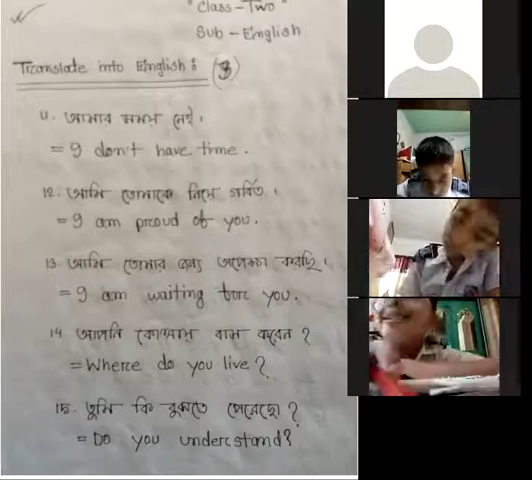 "Class-Two"
Sub - English
Translate into English: (3)
11. আমার সময় নেই।
= I don't have time.
12. আমি তোমাকে নিয়ে গর্বিত।
= I am proud of you.
13. আমি তোমার জন্য অপেক্ষা করছি।
= I am waiting for you.
14. আপনি কোথায় বাস করেন?
= Where do you live?
15. তুমি কি বুঝতে পেরেছো?
= Do you understand?